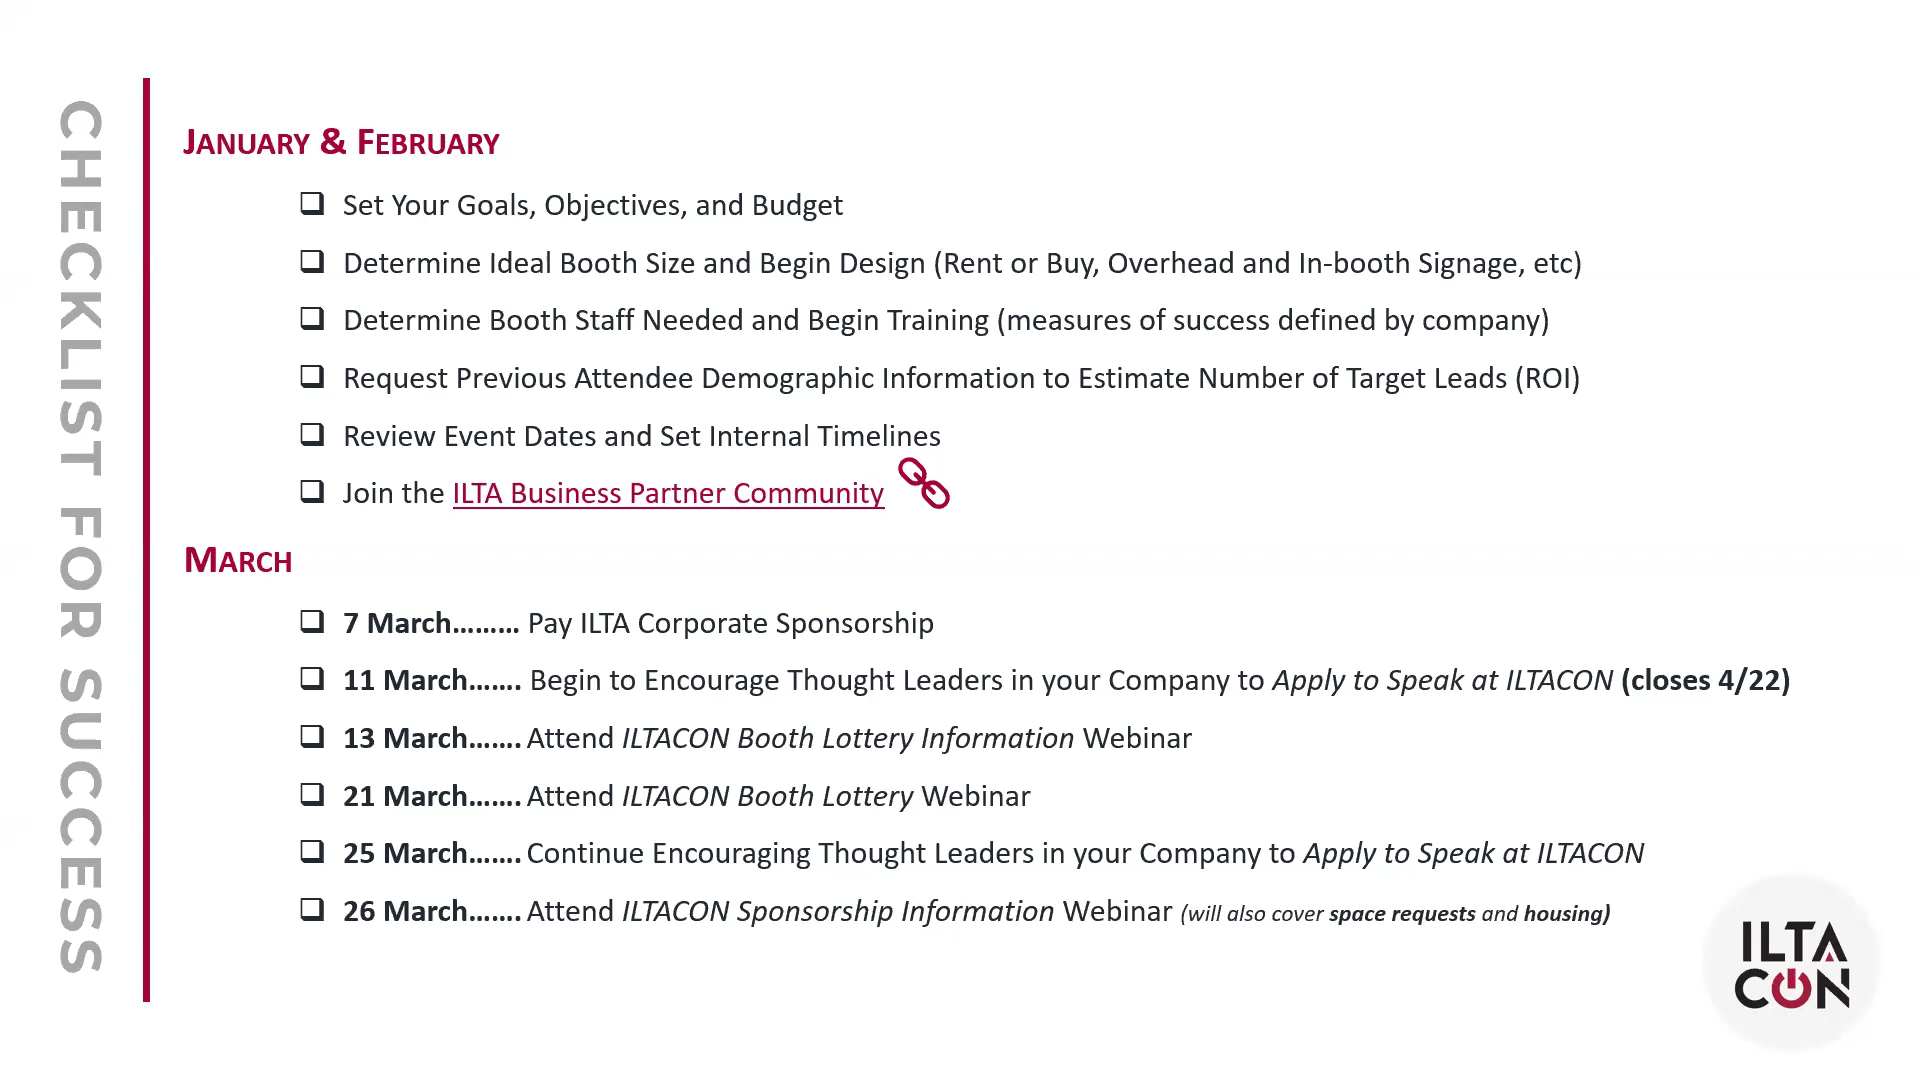 CHECKLIST FOR SUCCESS
JANUARY & FEBRUARY
❑ Set Your Goals, Objectives, and Budget
❑ Determine Ideal Booth Size and Begin Design (Rent or Buy, Overhead and In-booth Signage, etc)
❑ Determine Booth Staff Needed and Begin Training (measures of success defined by company)
❑ Request Previous Attendee Demographic Information to Estimate Number of Target Leads (ROI)
❑ Review Event Dates and Set Internal Timelines
❑ Join the ILTA Business Partner Community
MARCH
❑ 7 March……… Pay ILTA Corporate Sponsorship
❑ 11 March……. Begin to Encourage Thought Leaders in your Company to Apply to Speak at ILTACON (closes 4/22)
❑ 13 March……. Attend ILTACON Booth Lottery Information Webinar
❑ 21 March……. Attend ILTACON Booth Lottery Webinar
❑ 25 March……. Continue Encouraging Thought Leaders in your Company to Apply to Speak at ILTACON
❑ 26 March……. Attend ILTACON Sponsorship Information Webinar (will also cover space requests and housing)
ILTA
CON